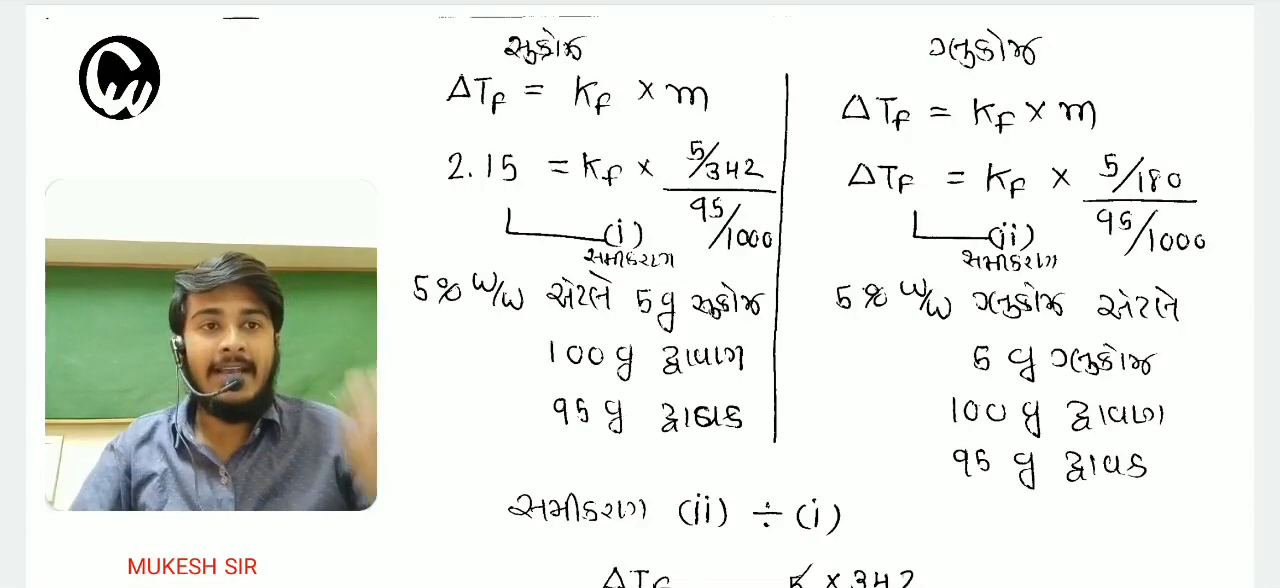 સુક્રોઝ
ΔTf = Kf × m
2.15 = Kf × 5/342
95/1000
(i)
સમીકરણ
5% W/W એટલે 5g સુક્રોઝ
100 g દ્રાવણ
95 g દ્રાવક
ગ્લુકોઝ
ΔTf = Kf × m
ΔTf = Kf × 5/180
95/1000
(ii)
સમીકરણ
5% W/W ગ્લુકોઝ એટલે
5 g ગ્લુકોઝ
100 g દ્રાવણ
95 g દ્રાવક
સમીકરણ (ii) ÷ (i)
5 × 342
MUKESH SIR